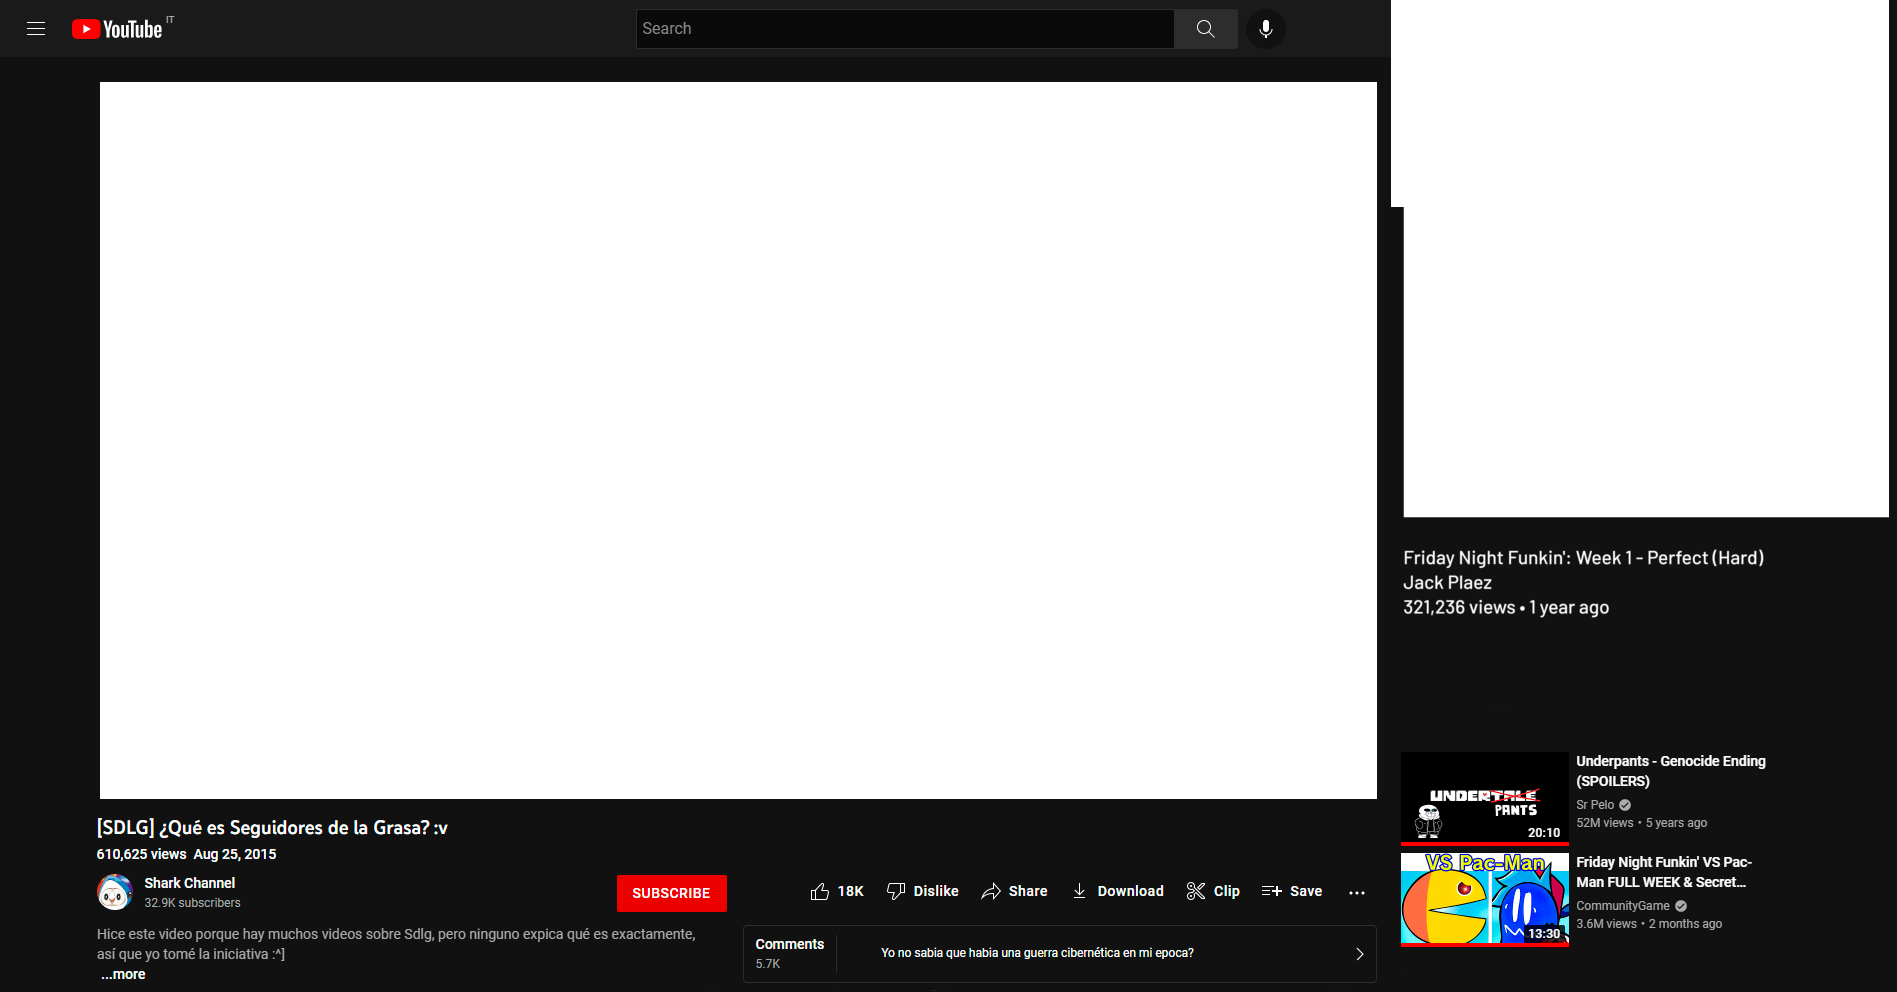 YouTube IT
Search
[SDLG] ¿Qué es Seguidores de la Grasa? :v
610,625 views Aug 25, 2015
Shark Channel
32.9K subscribers
SUBSCRIBE
18K Dislike Share Download Clip Save
Hice este video porque hay muchos videos sobre Sdlg, pero ninguno expica qué es exactamente,
así que yo tomé la iniciativa :^]
...more
Comments
5.7K
Yo no sabia que habia una guerra cibernética en mi epoca?
Friday Night Funkin': Week 1 - Perfect (Hard)
Jack Plaez
321,236 views • 1 year ago
UNDERTALE
PANTS
20:10
Underpants - Genocide Ending
(SPOILERS)
Sr Pelo
52M views • 5 years ago
VS Pac-Man
13:30
Friday Night Funkin' VS Pac-
Man FULL WEEK & Secret...
CommunityGame
3.6M views • 2 months ago